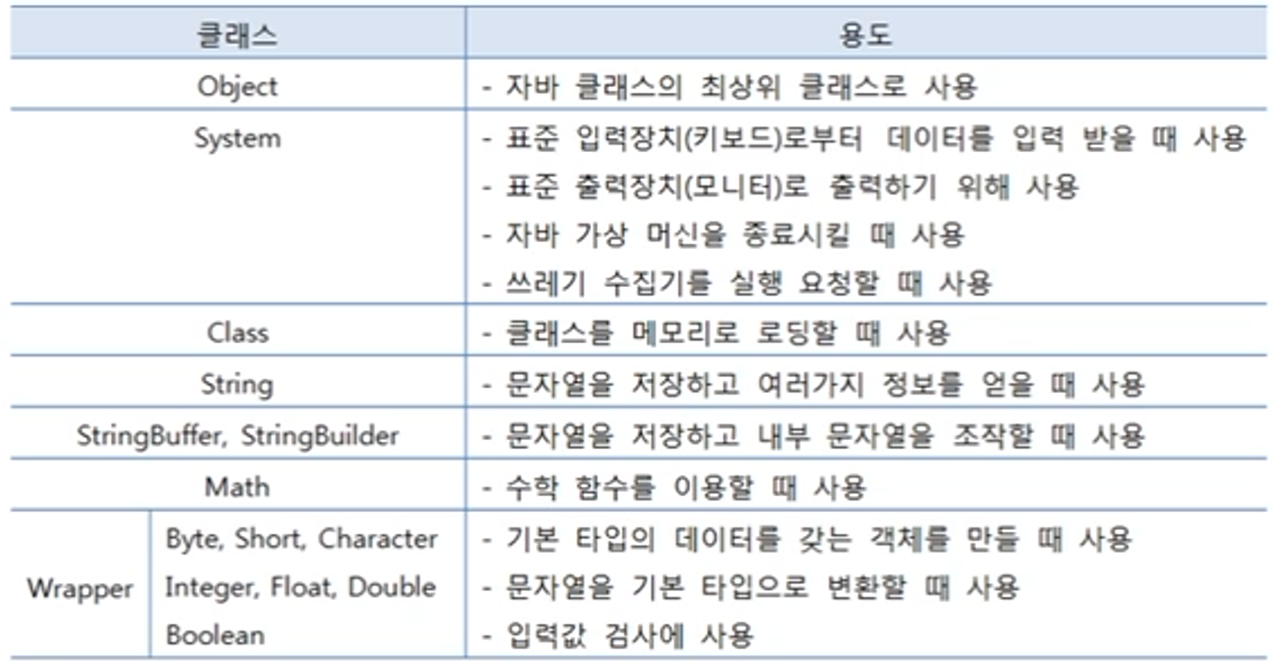 클래스 용도
Object - 자바 클래스의 최상위 클래스로 사용
System - 표준 입력장치(키보드)로부터 데이터를 입력 받을 때 사용
- 표준 출력장치(모니터)로 출력하기 위해 사용
- 자바 가상 머신을 종료시킬 때 사용
- 쓰레기 수집기를 실행 요청할 때 사용
Class - 클래스를 메모리로 로딩할 때 사용
String - 문자열을 저장하고 여러가지 정보를 얻을 때 사용
StringBuffer, StringBuilder - 문자열을 저장하고 내부 문자열을 조작할 때 사용
Math - 수학 함수를 이용할 때 사용
Byte, Short, Character - 기본 타입의 데이터를 갖는 객체를 만들 때 사용
Wrapper Integer, Float, Double - 문자열을 기본 타입으로 변환할 때 사용
Boolean - 입력값 검사에 사용